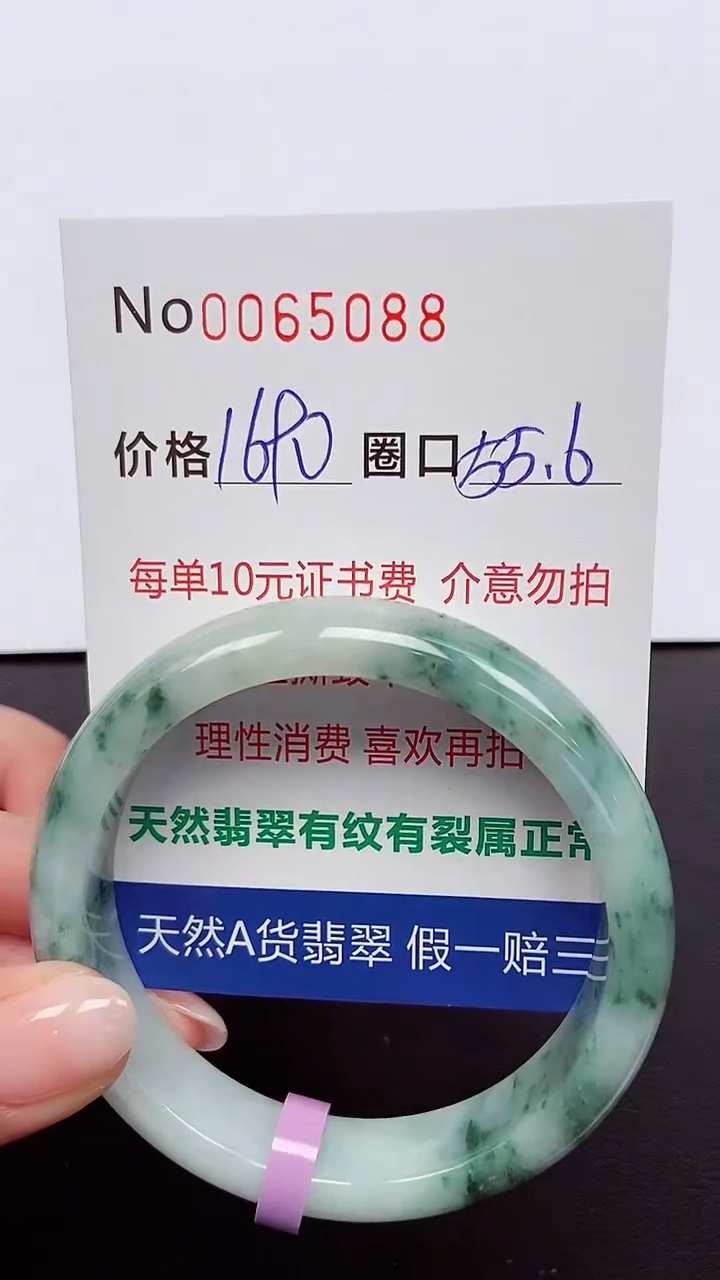 No0065088
价格1680 圈口55.6
每单10元证书费 介意勿拍
理性消费 喜欢再拍
天然翡翠有纹有裂属正常
天然A货翡翠 假一赔三